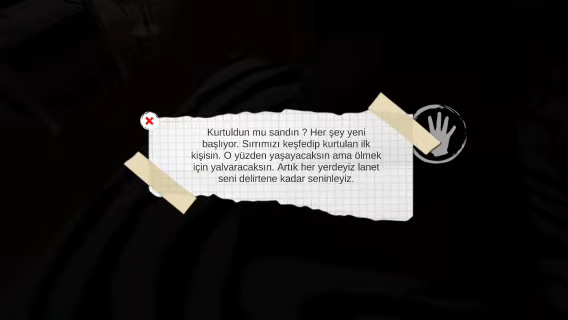 Kurtuldun mu sandın ? Her şey yeni
başlıyor. Sırrımızı keşfedip kurtulan ilk
kişisin. O yüzden yaşayacaksın ama ölmek
için yalvaracaksın. Artık her yerdeyiz lanet
seni delirtene kadar seninleyiz.